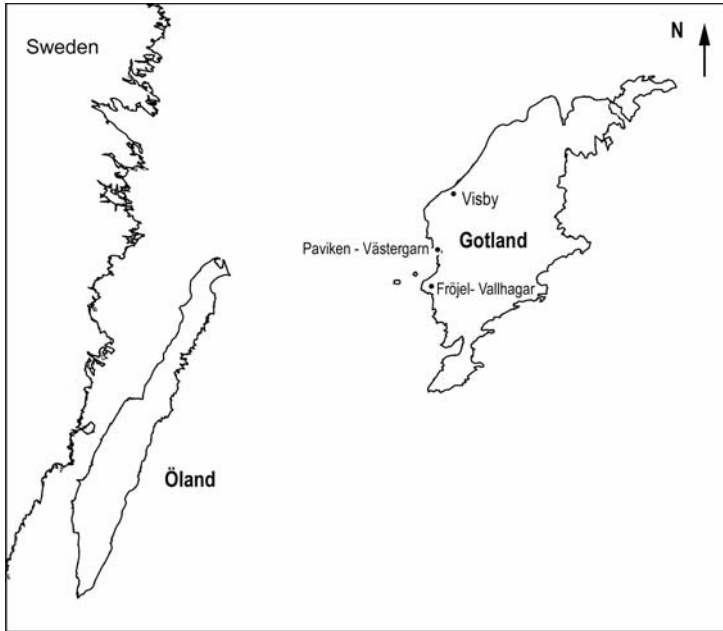 Sweden
N
Visby
Paviken - Västergarn
Gotland
Fröjel- Vallhagar
Öland